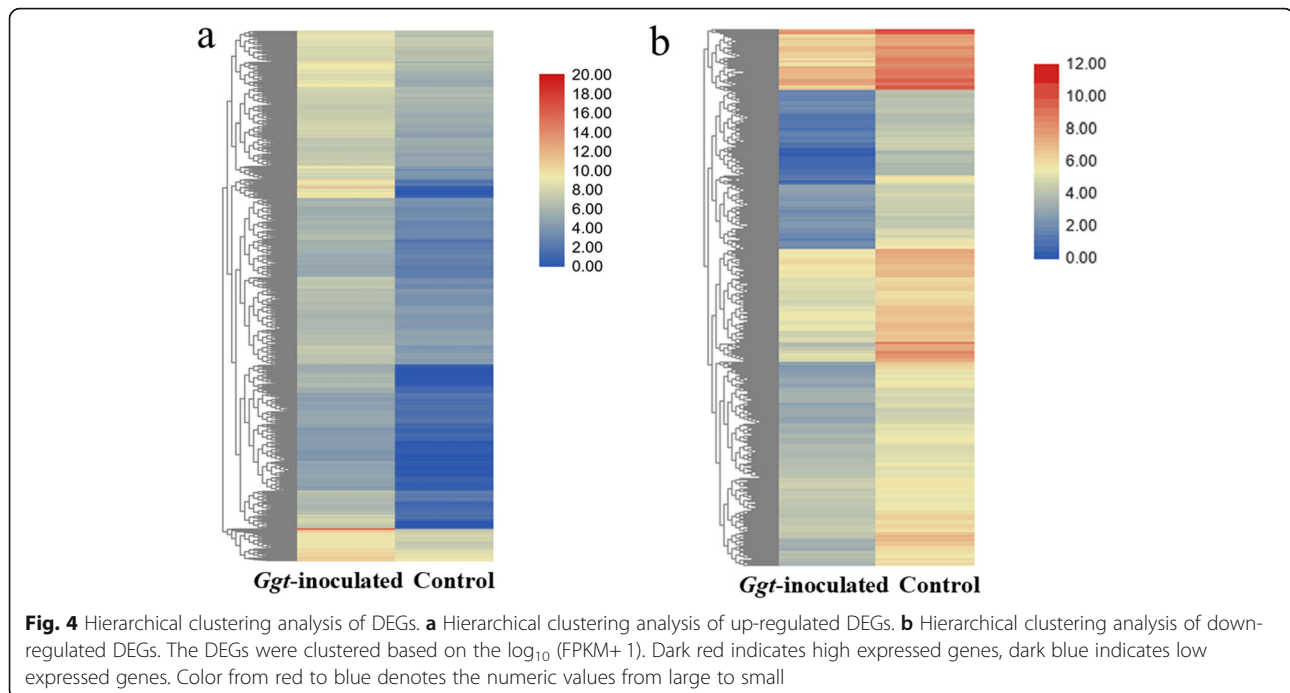 a
20.00
18.00
16.00
14.00
12.00
10.00
8.00
6.00
4.00
2.00
0.00
Ggt-inoculated Control
b
12.00
10.00
8.00
6.00
4.00
2.00
0.00
Ggt-inoculated Control
Fig. 4 Hierarchical clustering analysis of DEGs. a Hierarchical clustering analysis of up-regulated DEGs. b Hierarchical clustering analysis of down-
regulated DEGs. The DEGs were clustered based on the log10 (FPKM+ 1). Dark red indicates high expressed genes, dark blue indicates low
expressed genes. Color from red to blue denotes the numeric values from large to small